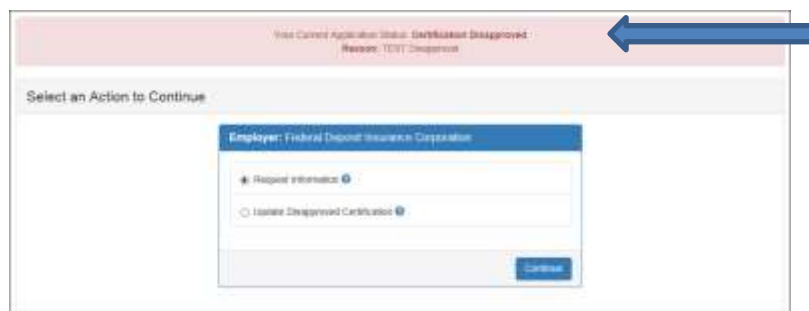 Your Current Application Status: Certification Disapproved
Reason: TEST Disapproval
Select an Action to Continue
Employer: Federal Deposit Insurance Corporation
Request Information
Update Disapproved Certification
Continue